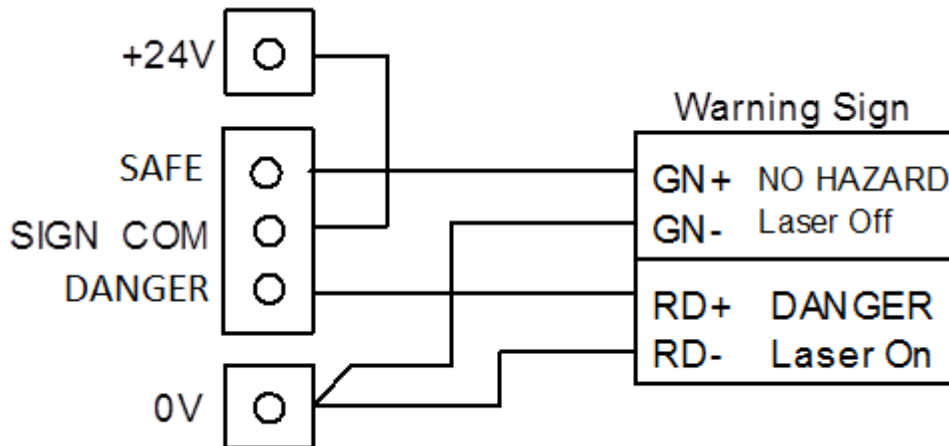 +24V
SAFE
SIGN COM
DANGER
0V
Warning Sign
GN+ NO HAZARD
GN- Laser Off
RD+ DANGER
RD- Laser On